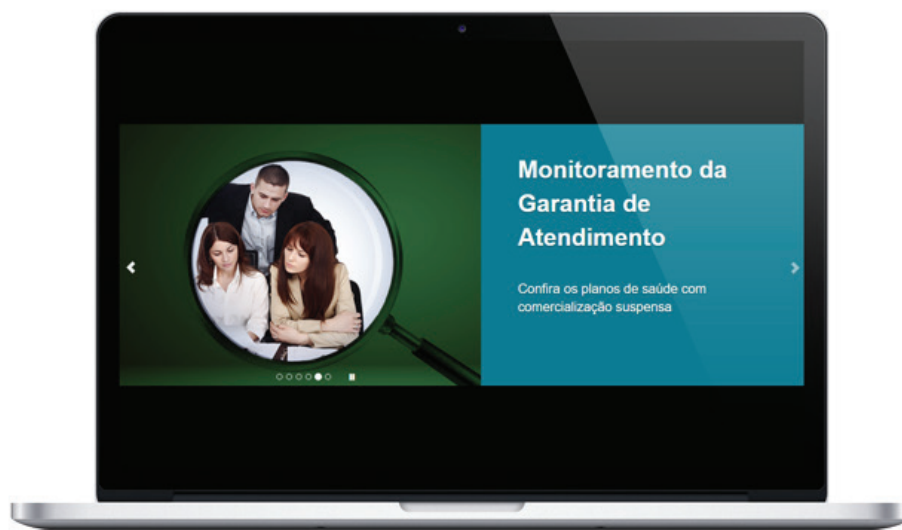 Monitoramento da
Garantia de
Atendimento
Confira os planos de saúde com
comercialização suspensa